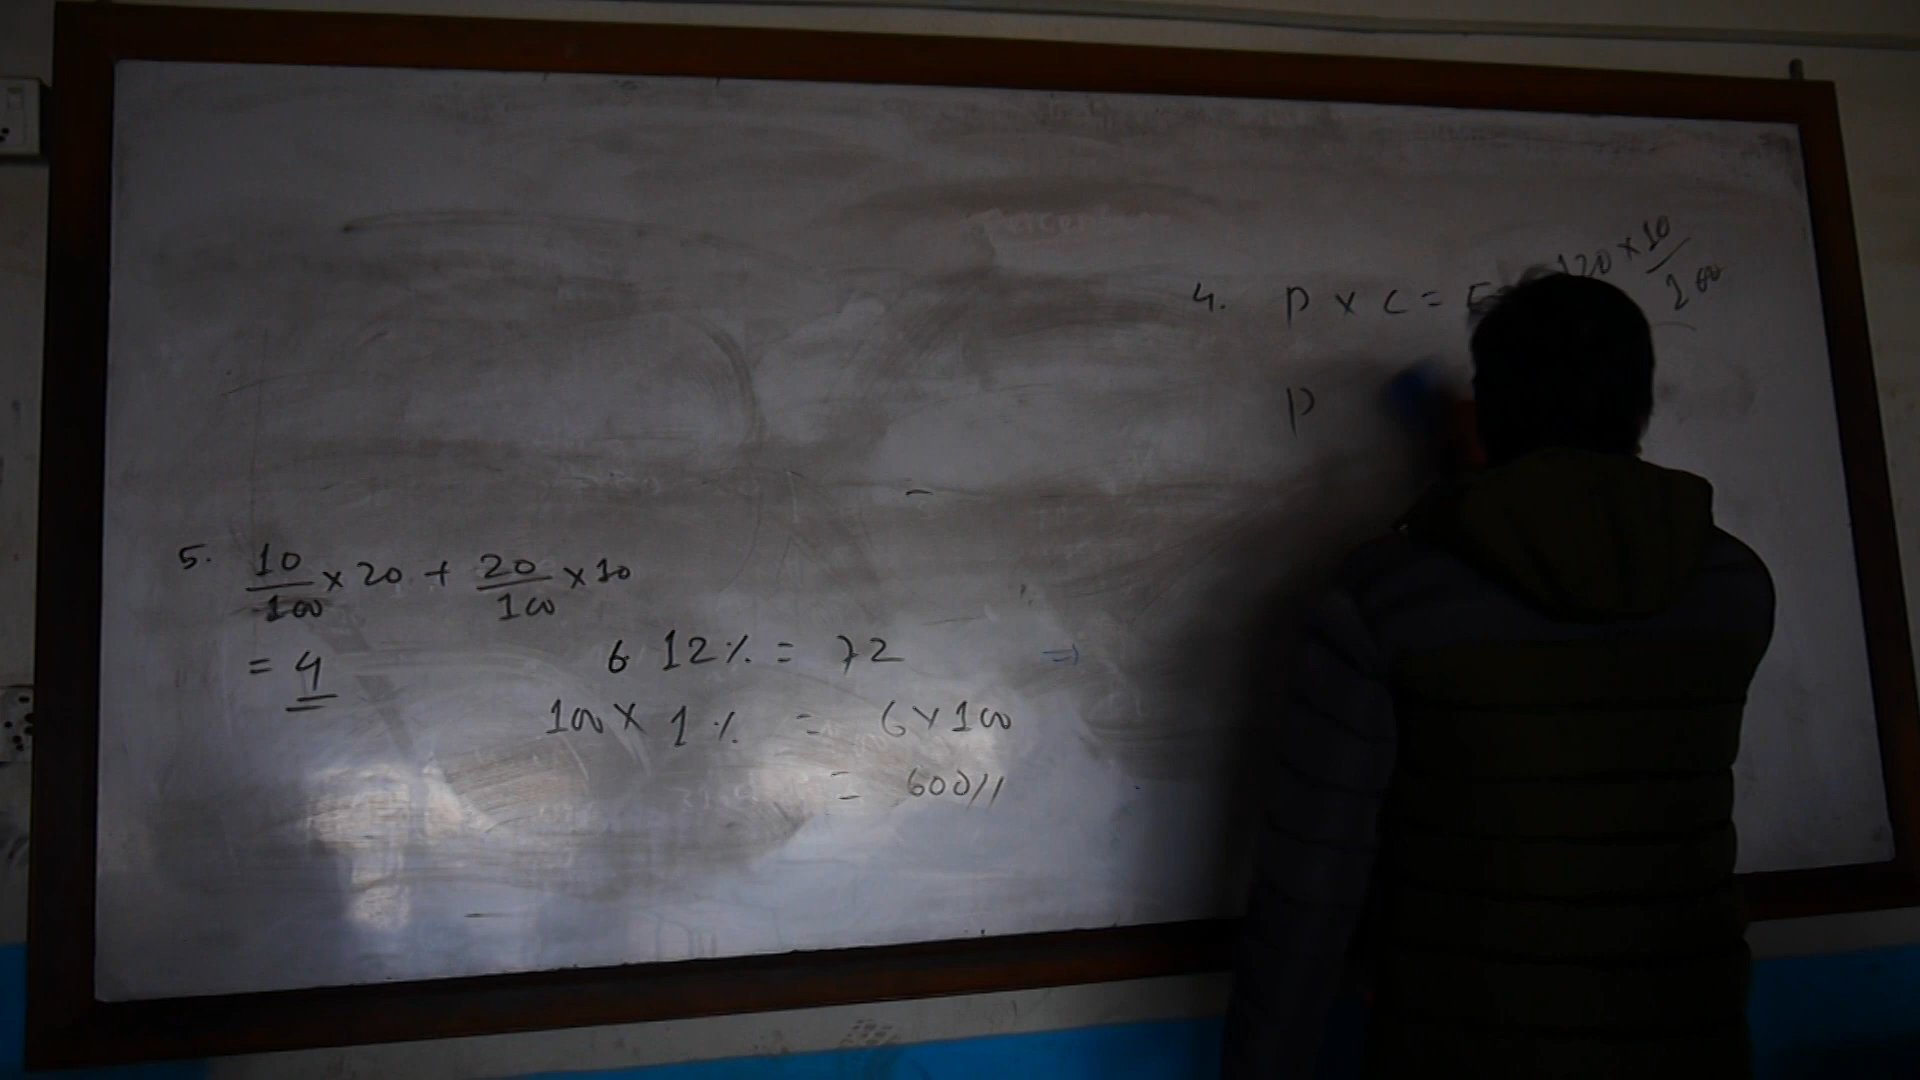 4. P x c = 120 x 10/100
P
5. 10/100 x 20 + 20/100 x 10
= 4
6 12% = 72 =>
100 x 1% = 6 x 100
= 600//